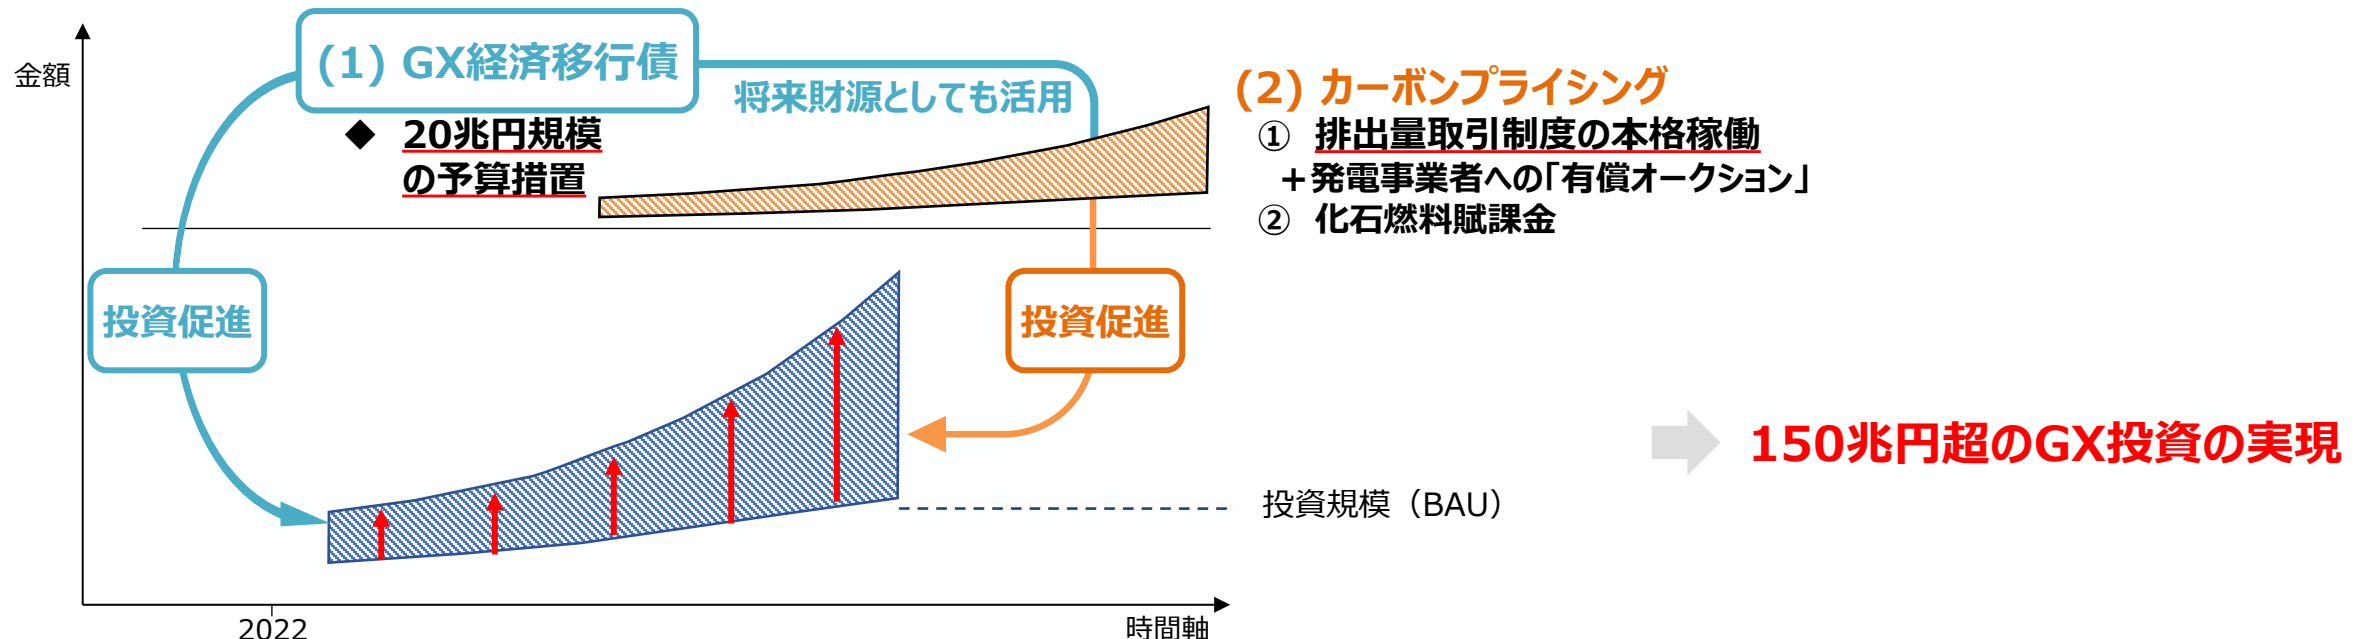 金額
(1) GX経済移行債
将来財源としても活用
◆ 20兆円規模
の予算措置
(2) カーボンプライシング
① 排出量取引制度の本格稼働
+発電事業者への「有償オークション」
② 化石燃料賦課金
投資促進
投資促進
150兆円超のGX投資の実現
投資規模（BAU）
2022
時間軸